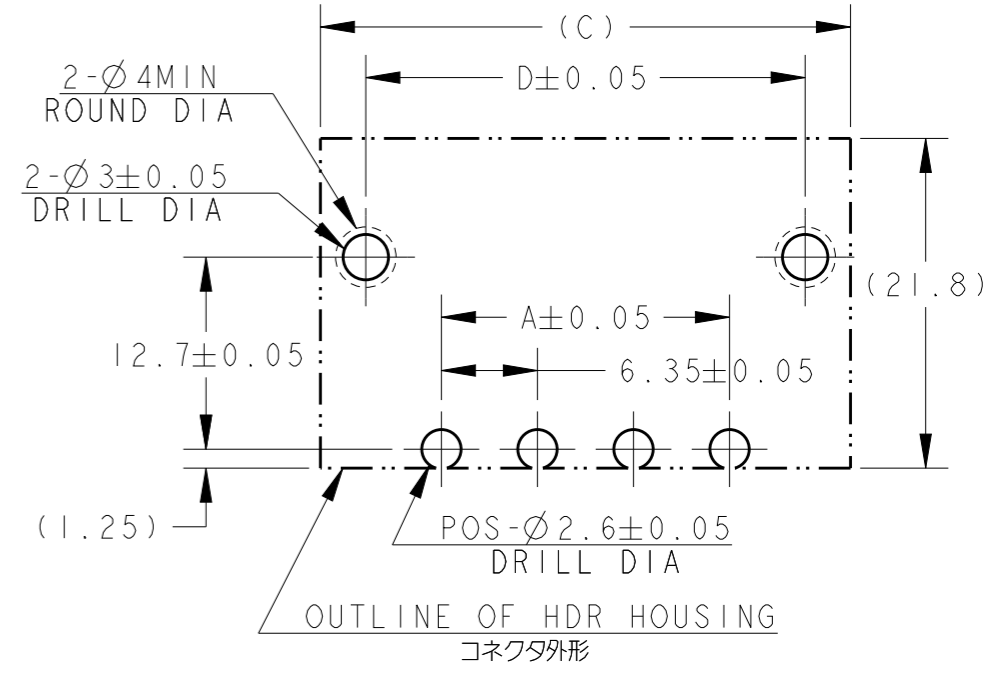 (C)
2-Ø4MIN
ROUND DIA
D±0.05
2-Ø3±0.05
DRILL DIA
(21.8)
A±0.05
12.7±0.05
6.35±0.05
(1.25)
POS-Ø2.6±0.05
DRILL DIA
OUTLINE OF HDR HOUSING
コネクタ外形